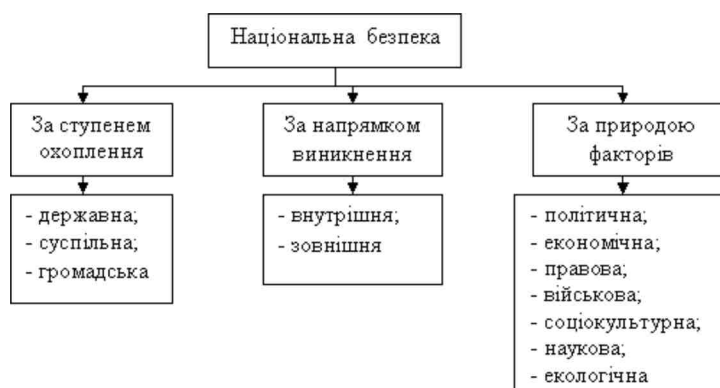 Національна безпека
За ступенем
охоплення
За напрямком
виникнення
За природою
факторів
- державна;
- суспільна;
- громадська
- внутрішня;
- зовнішня
- політична;
- економічна;
- правова;
- військова;
- соціокультурна;
- наукова;
- екологічна